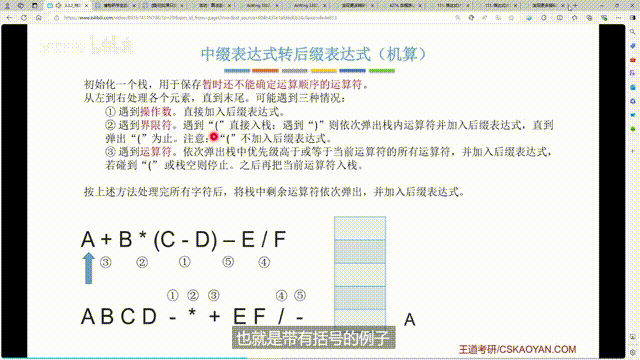 中缀表达式转后缀表达式（机算）
初始化一个栈，用于保存暂时还不能确定运算顺序的运算符。
从左到右处理各个元素，直到末尾。可能遇到三种情况：
① 遇到操作数。直接加入后缀表达式。
② 遇到界限符。遇到“(”直接入栈；遇到“)”则依次弹出栈内运算符并加入后缀表达式，直到
弹出“(”为止。注意：“(”不加入后缀表达式。
③ 遇到运算符。依次弹出栈中优先级高于或等于当前运算符的所有运算符，并加入后缀表达式，
若碰到“(”或栈空则停止。之后再把当前运算符入栈。
按上述方法处理完所有字符后，将栈中剩余运算符依次弹出，并加入后缀表达式。
A + B * (C - D) – E / F
③ ② ① ⑤ ④
① ② ③ ④ ⑤
A B C D - * + E F / -
A
也就是带有括号的例子
王道考研/CSKAOYAN.COM